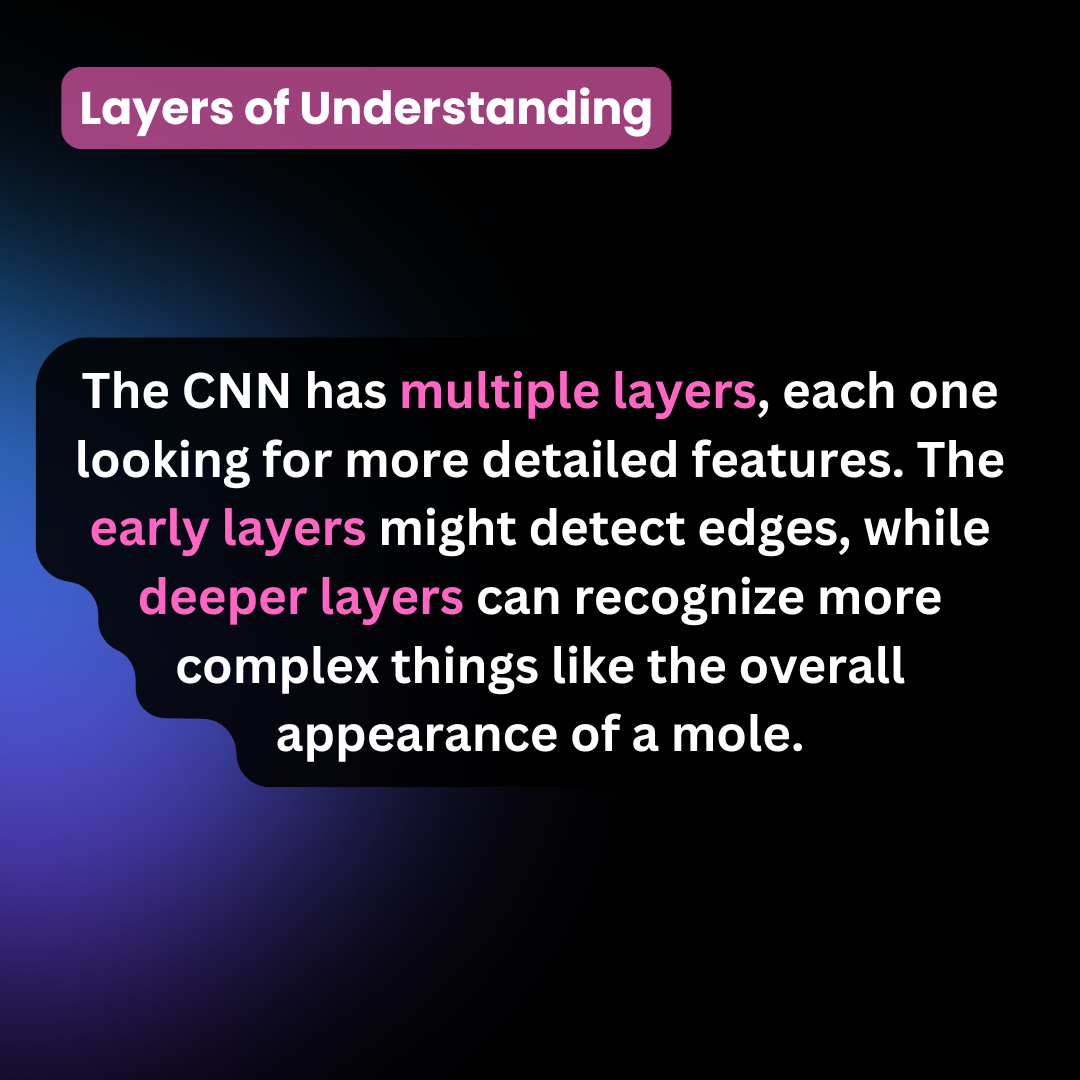 Layers of Understanding
The CNN has multiple layers, each one
looking for more detailed features. The
early layers might detect edges, while
deeper layers can recognize more
complex things like the overall
appearance of a mole.